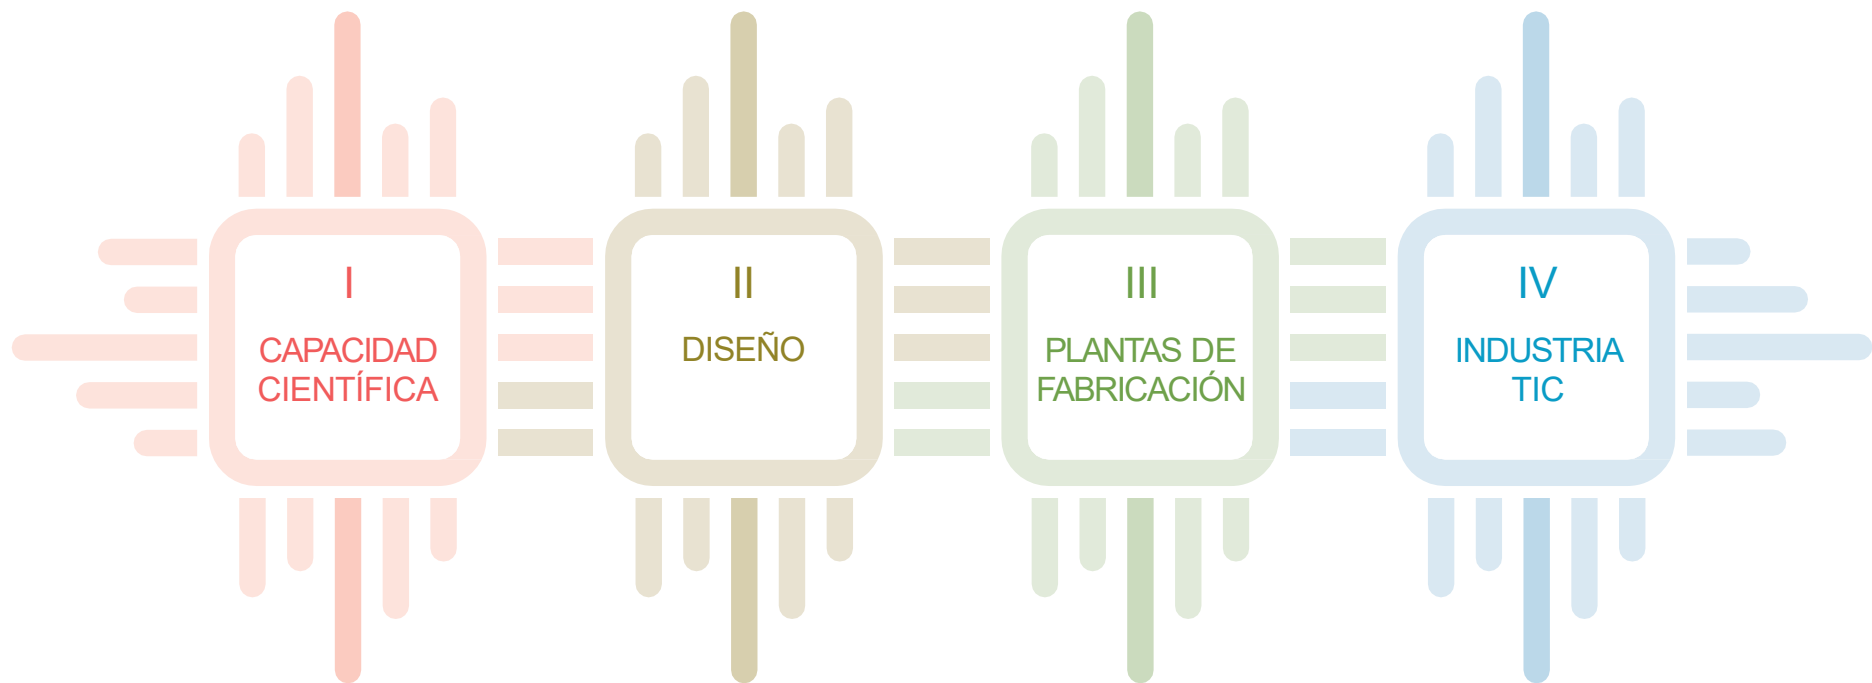 I
CAPACIDAD
CIENTÍFICA
II
DISEÑO
III
PLANTAS DE
FABRICACIÓN
IV
INDUSTRIA
TIC